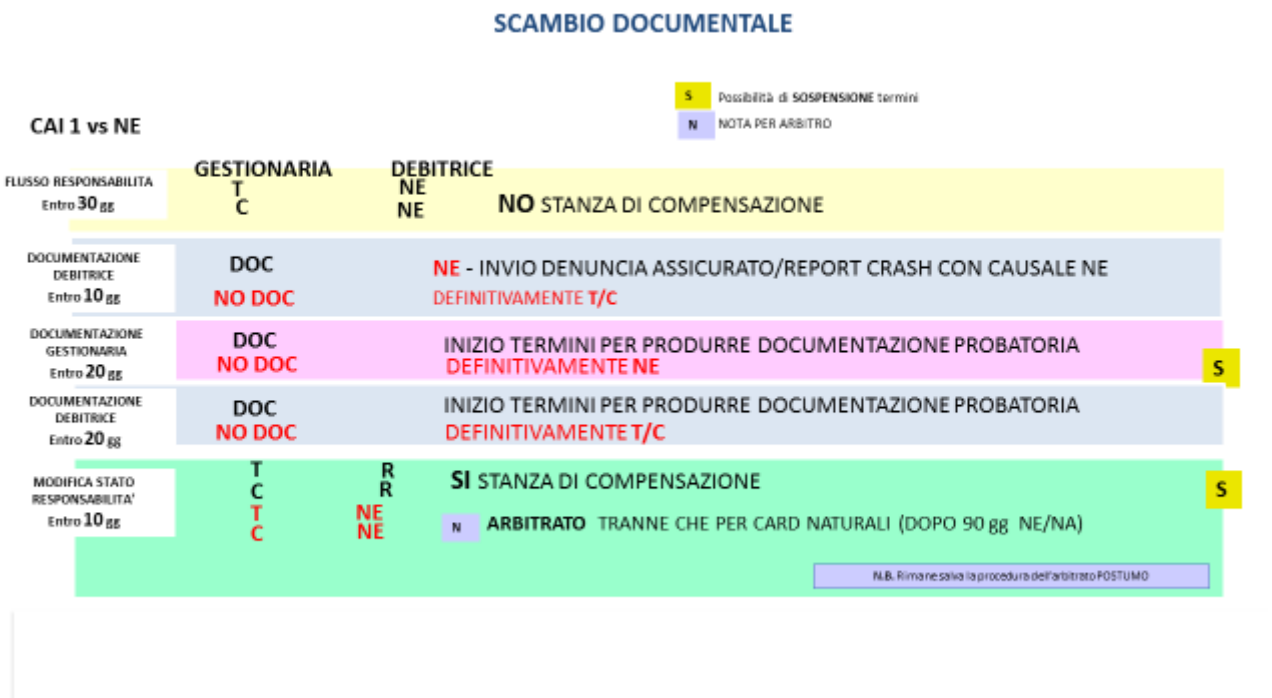 SCAMBIO DOCUMENTALE
S Possibilità di SOSPENSIONE termini
CAI 1 vs NE
N NOTA PER ARBITRO
GESTIONARIA DEBITRICE
FLUSSO RESPONSABILITA
Entro 30 gg
T NE
C NE
NO STANZA DI COMPENSAZIONE
DOCUMENTAZIONE
DEBITRICE
Entro 10 gg
DOC NE - INVIO DENUNCIA ASSICURATO/REPORT CRASH CON CAUSALE NE
NO DOC DEFINITIVAMENTE T/C
DOCUMENTAZIONE
GESTIONARIA
Entro 20 gg
DOC INIZIO TERMINI PER PRODURRE DOCUMENTAZIONE PROBATORIA
NO DOC DEFINITIVAMENTE NE
S
DOCUMENTAZIONE
DEBITRICE
Entro 20 gg
DOC INIZIO TERMINI PER PRODURRE DOCUMENTAZIONE PROBATORIA
NO DOC DEFINITIVAMENTE T/C
MODIFICA STATO
RESPONSABILITA'
Entro 10 gg
T R
C R
SI STANZA DI COMPENSAZIONE
S
T NE
C NE
N ARBITRATO TRANNE CHE PER CARD NATURALI (DOPO 90 gg NE/NA)
N.B. Rimane salva la procedura dell'arbitrato POSTUMO